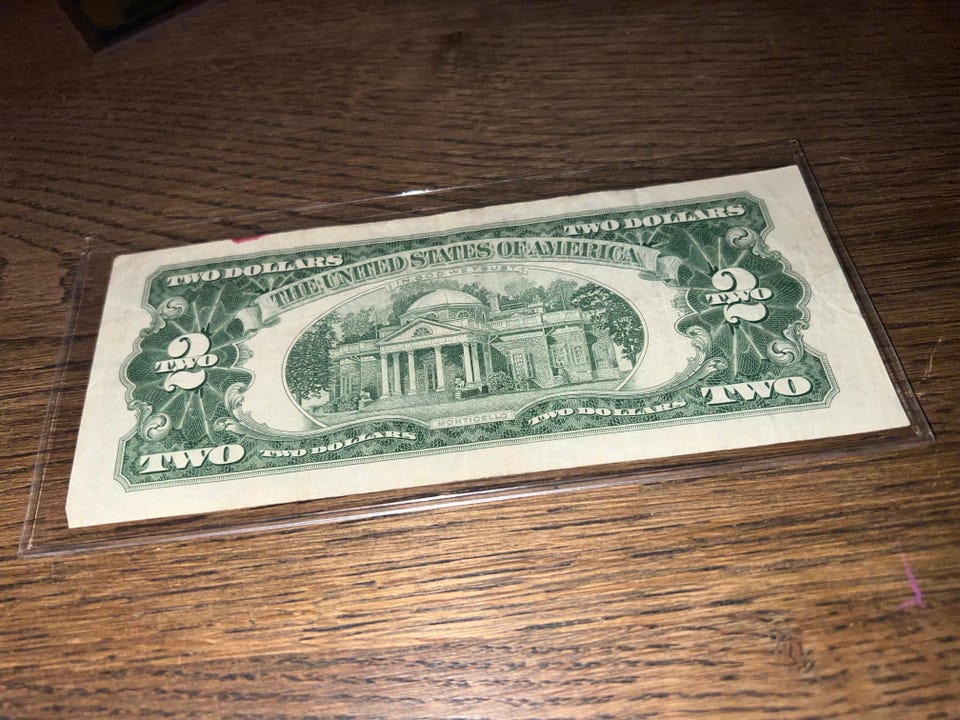 TWO DOLLARS
TWO DOLLARS
THE UNITED STATES OF AMERICA
IN GOD WE TRUST
2
TWO
2
TWO
MONTICELLO
TWO
TWO DOLLARS
TWO DOLLARS
TWO